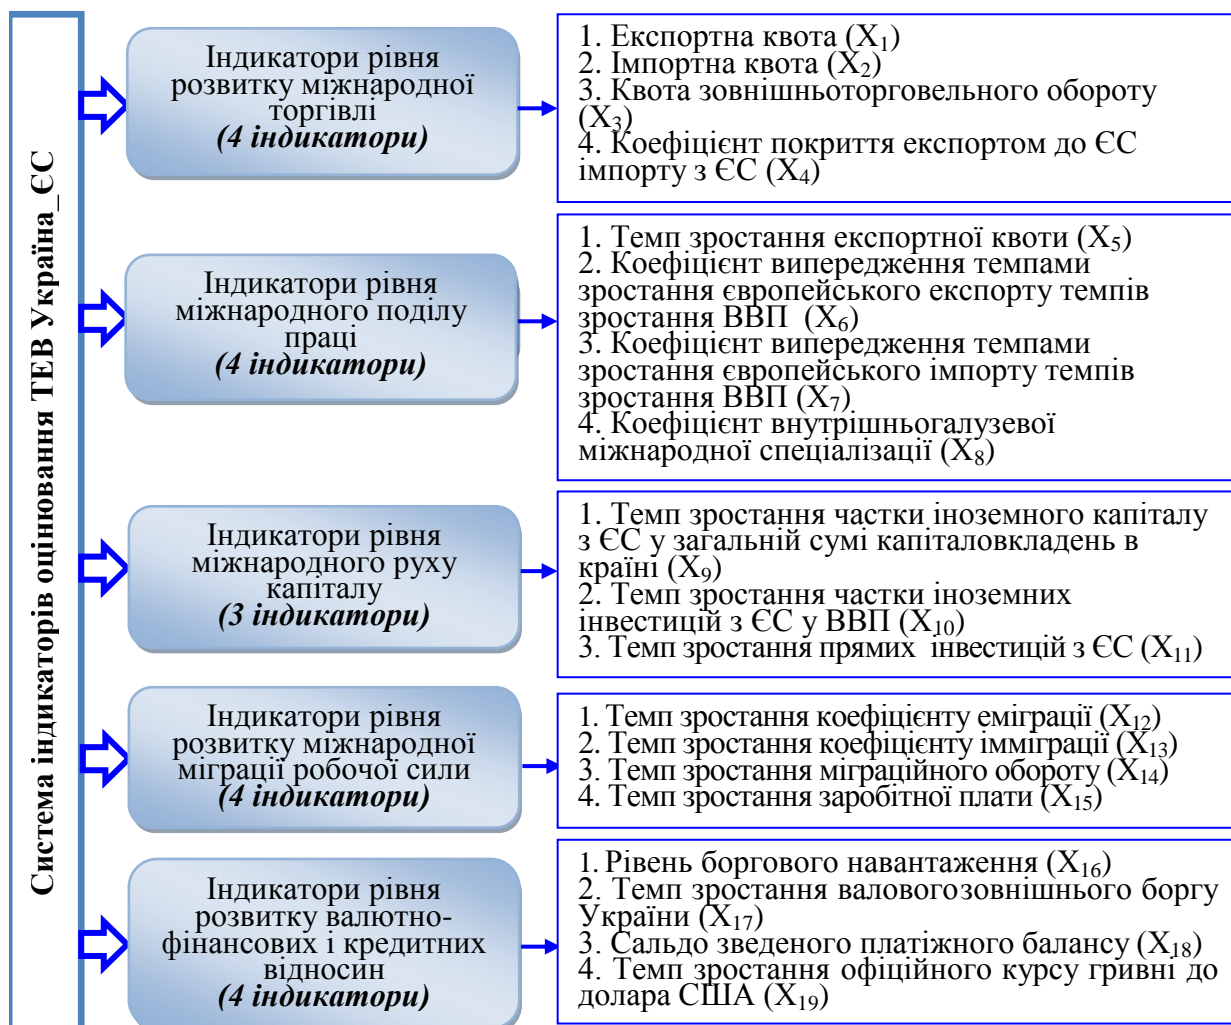 Система індикаторів оцінювання ТЕВ Україна_ЄС
Індикатори рівня
розвитку міжнародної
торгівлі
(4 індикатори)
1. Експортна квота (X₁)
2. Імпортна квота (X₂)
3. Квота зовнішньоторговельного обороту
(X₃)
4. Коефіцієнт покриття експортом до ЄС
імпорту з ЄС (X₄)
Індикатори рівня
міжнародного поділу
праці
(4 індикатори)
1. Темп зростання експортної квоти (X₅)
2. Коефіцієнт випередження темпами
зростання європейського експорту темпів
зростання ВВП (X₆)
3. Коефіцієнт випередження темпами
зростання європейського імпорту темпів
зростання ВВП (X₇)
4. Коефіцієнт внутрішньогалузевої
міжнародної спеціалізації (X₈)
Індикатори рівня
міжнародного руху
капіталу
(3 індикатори)
1. Темп зростання частки іноземного капіталу
з ЄС у загальній сумі капіталовкладень в
країні (X₉)
2. Темп зростання частки іноземних
інвестицій з ЄС у ВВП (X₁₀)
3. Темп зростання прямих інвестицій з ЄС (X₁₁)
Індикатори рівня
розвитку міжнародної
міграції робочої сили
(4 індикатори)
1. Темп зростання коефіцієнту еміграції (X₁₂)
2. Темп зростання коефіцієнту імміграції (X₁₃)
3. Темп зростання міграційного обороту (X₁₄)
4. Темп зростання заробітної плати (X₁₅)
Індикатори рівня
розвитку валютно-
фінансових і кредитних
відносин
(4 індикатори)
1. Рівень боргового навантаження (X₁₆)
2. Темп зростання валовогозовнішнього боргу
України (X₁₇)
3. Сальдо зведеного платіжного балансу (X₁₈)
4. Темп зростання офіційного курсу гривні до
долара США (X₁₉)